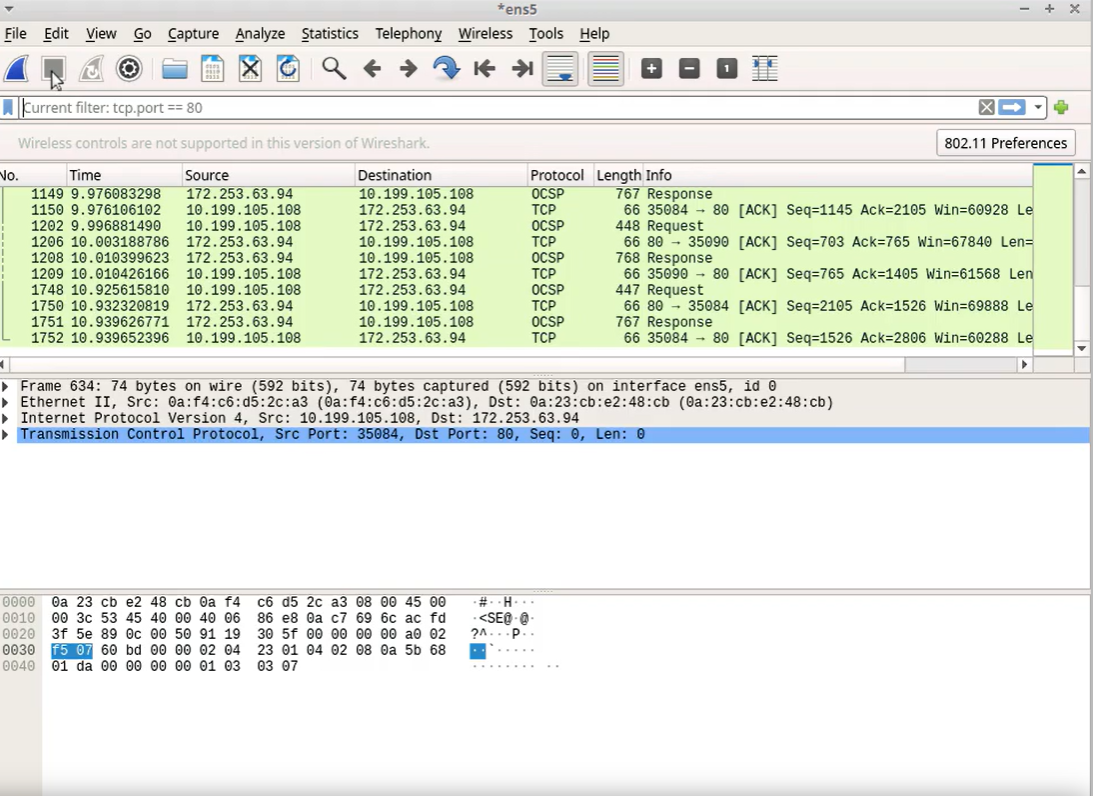 *ens5
File Edit View Go Capture Analyze Statistics Telephony Wireless Tools Help
Current filter: tcp.port == 80
Wireless controls are not supported in this version of Wireshark.
802.11 Preferences
No. Time Source Destination Protocol Length Info
1149 9.976083298 172.253.63.94 10.199.105.108 OCSP 767 Response
1150 9.976106102 10.199.105.108 172.253.63.94 TCP 66 35084 → 80 [ACK] Seq=1145 Ack=2105 Win=60928 Le
1202 9.996881490 10.199.105.108 172.253.63.94 OCSP 448 Request
1206 10.003188786 172.253.63.94 10.199.105.108 TCP 66 80 → 35090 [ACK] Seq=703 Ack=765 Win=67840 Len=
1208 10.010399623 172.253.63.94 10.199.105.108 OCSP 768 Response
1209 10.010426166 10.199.105.108 172.253.63.94 TCP 66 35090 → 80 [ACK] Seq=765 Ack=1405 Win=61568 Len
1748 10.925615810 10.199.105.108 172.253.63.94 OCSP 447 Request
1750 10.932320819 172.253.63.94 10.199.105.108 TCP 66 80 → 35084 [ACK] Seq=2105 Ack=1526 Win=69888 Le
1751 10.939626771 172.253.63.94 10.199.105.108 OCSP 767 Response
1752 10.939652396 10.199.105.108 172.253.63.94 TCP 66 35084 → 80 [ACK] Seq=1526 Ack=2806 Win=60288 Le
Frame 634: 74 bytes on wire (592 bits), 74 bytes captured (592 bits) on interface ens5, id 0
Ethernet II, Src: 0a:f4:c6:d5:2c:a3 (0a:f4:c6:d5:2c:a3), Dst: 0a:23:cb:e2:48:cb (0a:23:cb:e2:48:cb)
Internet Protocol Version 4, Src: 10.199.105.108, Dst: 172.253.63.94
Transmission Control Protocol, Src Port: 35084, Dst Port: 80, Seq: 0, Len: 0
0000 0a 23 cb e2 48 cb 0a f4 c6 d5 2c a3 08 00 45 00 ·#··H···
0010 00 3c 53 45 40 00 40 06 86 e8 0a c7 69 6c ac fd ·<SE@·@·
0020 3f 5e 89 0c 00 50 91 19 30 5f 00 00 00 00 a0 02 ?^···P··
0030 f5 07 60 bd 00 00 02 04 23 01 04 02 08 0a 5b 68 ··`·····
0040 01 da 00 00 00 00 01 03 03 07 ········ ··